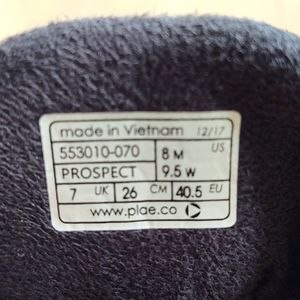 made in Vietnam 12/17
553010-070 8 M US
PROSPECT 9.5 W
7 UK 26 CM 40.5 EU
www.plae.co